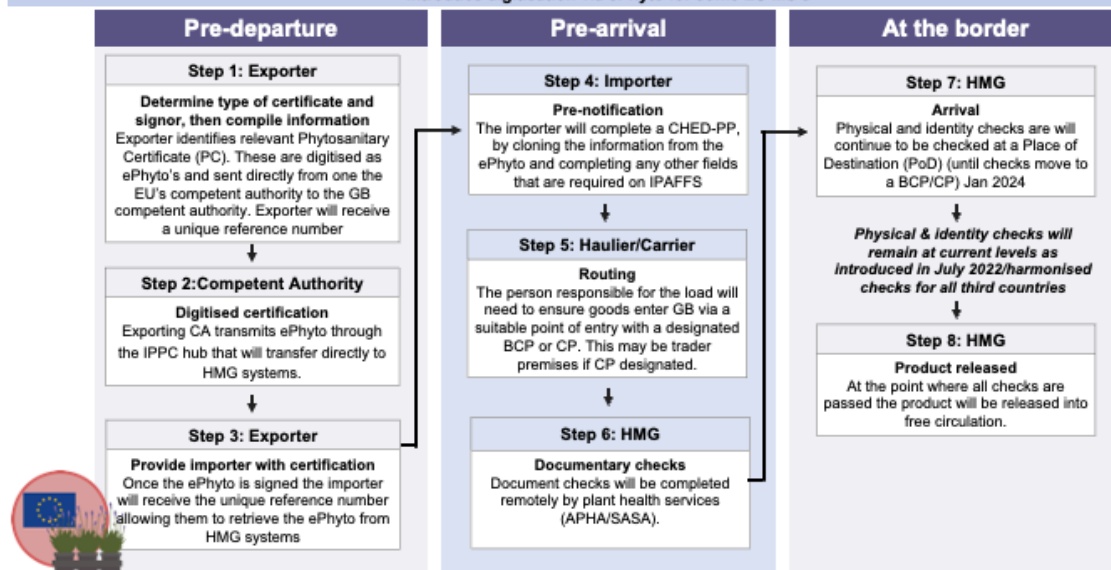 Pre-departure
Step 1: Exporter
Determine type of certificate and
signor, then compile information
Exporter identifies relevant Phytosanitary
Certificate (PC). These are digitised as
ePhyto's and sent directly from one the
EU's competent authority to the GB
competent authority. Exporter will receive
a unique reference number
Step 2:Competent Authority
Digitised certification
Exporting CA transmits ePhyto through
the IPPC hub that will transfer directly to
HMG systems.
Step 3: Exporter
Provide importer with certification
Once the ePhyto is signed the importer
will receive the unique reference number
allowing them to retrieve the ePhyto from
HMG systems
Pre-arrival
Step 4: Importer
Pre-notification
The importer will complete a CHED-PP,
by cloning the information from the
ePhyto and completing any other fields
that are required on IPAFFS
Step 5: Haulier/Carrier
Routing
The person responsible for the load will
need to ensure goods enter GB via a
suitable point of entry with a designated
BCP or CP. This may be trader
premises if CP designated.
Step 6: HMG
Documentary checks
Document checks will be completed
remotely by plant health services
(APHA/SASA).
At the border
Step 7: HMG
Arrival
Physical and identity checks are will
continue to be checked at a Place of
Destination (PoD) (until checks move to
a BCP/CP) Jan 2024
Physical & identity checks will
remain at current levels as
introduced in July 2022/harmonised
checks for all third countries
Step 8: HMG
Product released
At the point where all checks are
passed the product will be released into
free circulation.